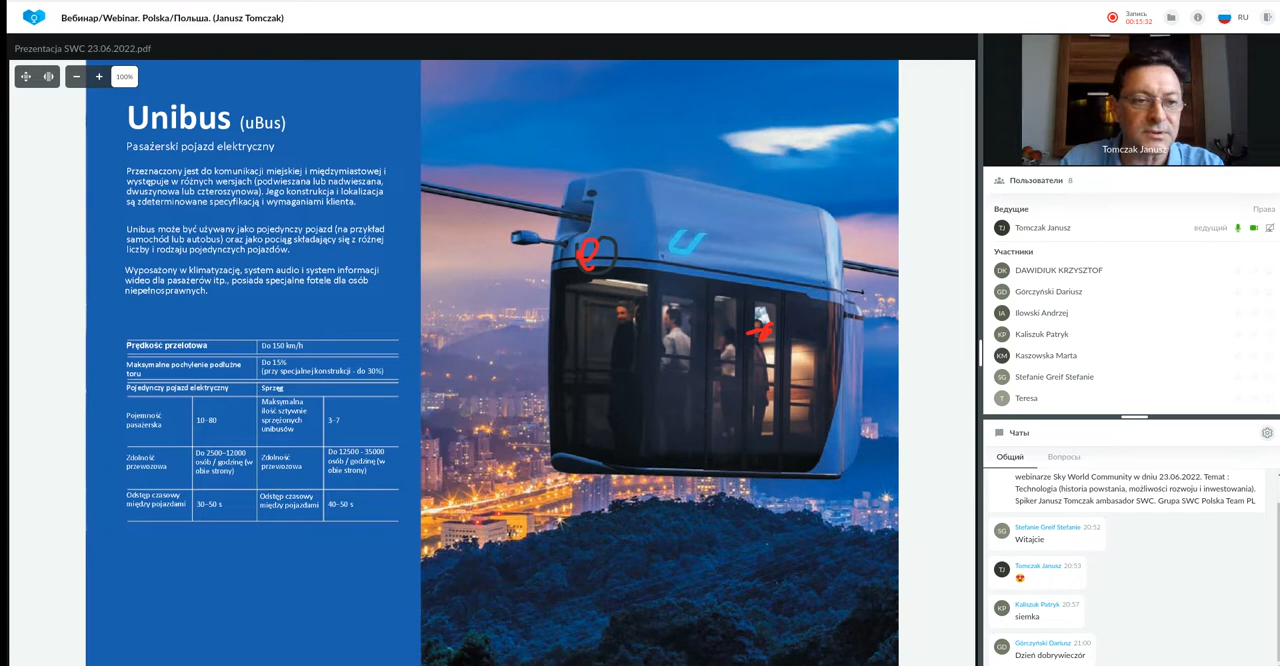 Вебинар/Webinar. Polska/Польша. (Janusz Tomczak)
Запись
00:15:32
RU
Prezentacja SWC 23.06.2022.pdf
100%
Unibus (uBus)
Pasażerski pojazd elektryczny
Przeznaczony jest do komunikacji miejskiej i międzymiastowej i
występuje w różnych wersjach (podwieszana lub nadwieszana,
dwuszynowa lub czteroszynowa). Jego konstrukcja i lokalizacja
są zdeterminowane specyfikacją i wymaganiami klienta.
Unibus może być używany jako pojedynczy pojazd (na przykład
samochód lub autobus) oraz jako pociąg składający się z różnej
liczby i rodzaju pojedynczych pojazdów.
Wyposażony w klimatyzację, system audio i system informacji
wideo dla pasażerów itp., posiada specjalne fotele dla osób
niepełnosprawnych.
Prędkość przelotowa
Do 150 km/h
Maksymalne pochylenie podłużne
toru
Do 15%
(przy specjalnej konstrukcji - do 30%)
Pojedynczy pojazd elektryczny
Sprzęg
Pojemność
pasażerska
10–80
Maksymalna
ilość sztywnie
sprzężonych
unibusów
3–7
Zdolność
przewozowa
Do 2500–12000
osób / godzinę (w
obie strony)
Zdolność
przewozowa
Do 12500 - 35000
osób / godzinę (w
obie strony)
Odstęp czasowy
między pojazdami
30–50 s
Odstęp czasowy
między pojazdami
40–50 s
Tomczak Janusz
Пользователи 8
Ведущие
Права
TJ
Tomczak Janusz
ведущий
Участники
DK
DAWIDIUK KRZYSZTOF
GD
Górczyński Dariusz
IA
Ilowski Andrzej
KP
Kaliszuk Patryk
KM
Kaszowska Marta
SG
Stefanie Greif Stefanie
T
Teresa
Чаты
Общий
Вопросы
webinarze Sky World Community w dniu 23.06.2022. Temat :
Technologia (historia powstania, możliwości rozwoju i inwestowania).
Spiker Janusz Tomczak ambasador SWC. Grupa SWC Polska Team PL
SG
Stefanie Greif Stefanie 20:52
Witajcie
TJ
Tomczak Janusz 20:53
😍
KP
Kaliszuk Patryk 20:57
siemka
GD
Górczyński Dariusz 21:00
Dzień dobrywieczór